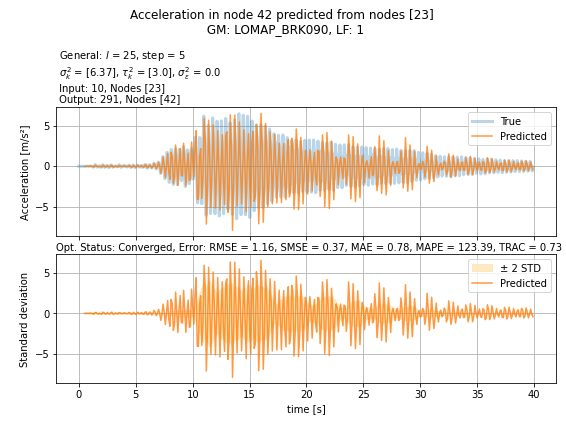 Acceleration in node 42 predicted from nodes [23]
GM: LOMAP_BRK090, LF: 1
General: l = 25, step = 5
σ²ₖ = [6.37], τ²ₖ = [3.0], σ²ε = 0.0
Input: 10, Nodes [23]
Output: 291, Nodes [42]
True
Predicted
5
0
−5
Acceleration [m/s²]
Opt. Status: Converged, Error: RMSE = 1.16, SMSE = 0.37, MAE = 0.78, MAPE = 123.39, TRAC = 0.73
± 2 STD
Predicted
5
0
−5
Standard deviation
0 5 10 15 20 25 30 35 40
time [s]